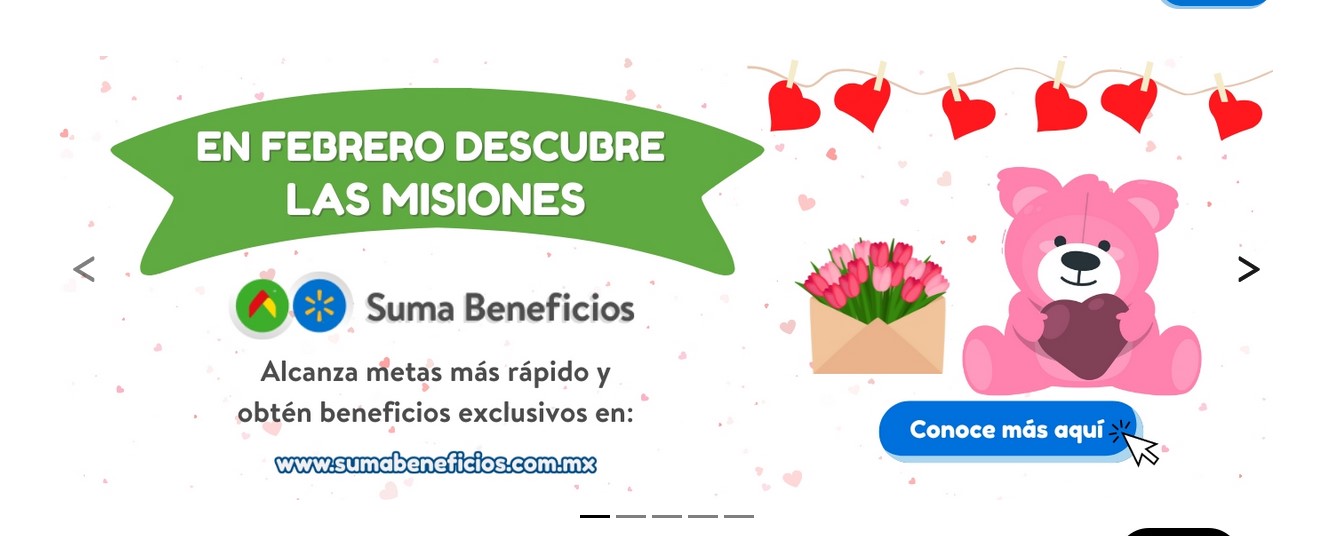 EN FEBRERO DESCUBRE
LAS MISIONES
Suma Beneficios
Alcanza metas más rápido y
obtén beneficios exclusivos en:
www.sumabeneficios.com.mx
Conoce más aquí